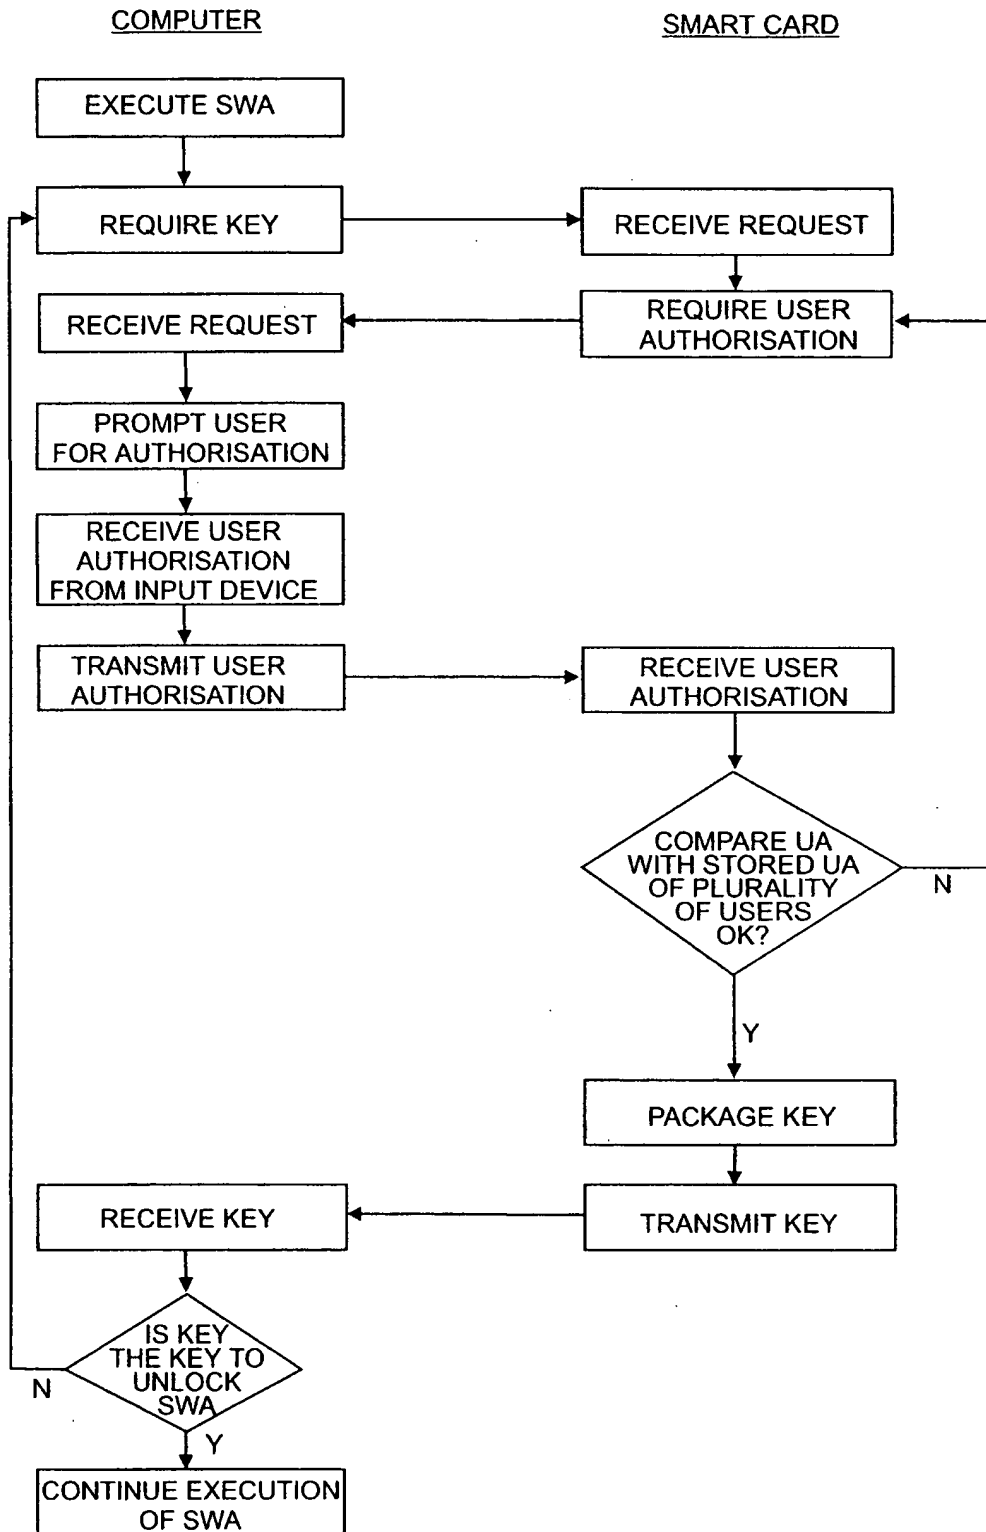 COMPUTER
SMART CARD
EXECUTE SWA
REQUIRE KEY
RECEIVE REQUEST
RECEIVE REQUEST
REQUIRE USER
AUTHORISATION
PROMPT USER
FOR AUTHORISATION
RECEIVE USER
AUTHORISATION
FROM INPUT DEVICE
TRANSMIT USER
AUTHORISATION
RECEIVE USER
AUTHORISATION
COMPARE UA
WITH STORED UA
OF PLURALITY
OF USERS
OK?
N
Y
PACKAGE KEY
RECEIVE KEY
TRANSMIT KEY
IS KEY
THE KEY TO
UNLOCK
SWA
N
Y
CONTINUE EXECUTION
OF SWA